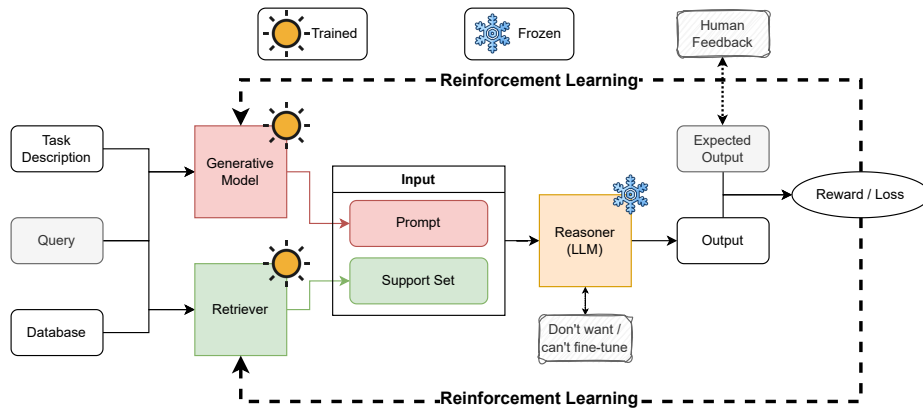 Trained
Frozen
Human
Feedback
Reinforcement Learning
Task
Description
Generative
Model
Expected
Output
Input
Query
Prompt
Reasoner
(LLM)
Output
Reward / Loss
Support Set
Database
Retriever
Don't want /
can't fine-tune
Reinforcement Learning